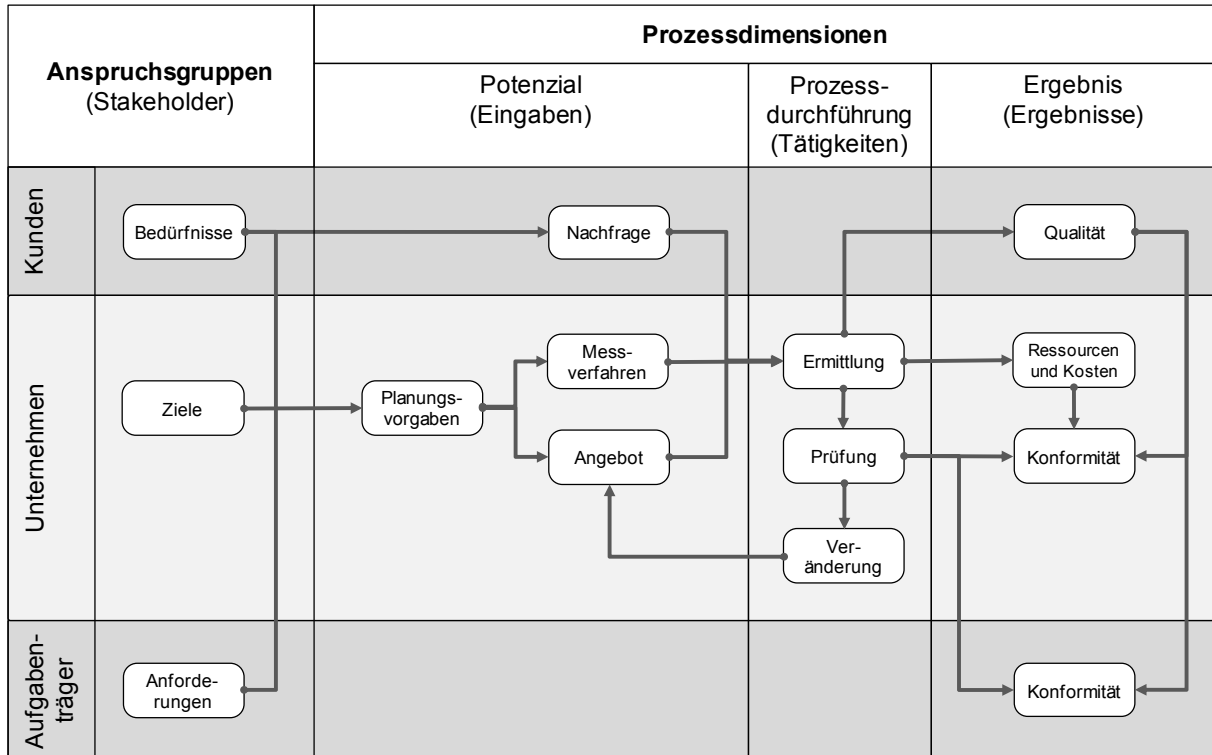 Anspruchsgruppen
(Stakeholder)
Prozessdimensionen
Potenzial
(Eingaben)
Prozess-
durchführung
(Tätigkeiten)
Ergebnis
(Ergebnisse)
Kunden
Bedürfnisse
Nachfrage
Qualität
Unternehmen
Ziele
Planungs-
vorgaben
Mess-
verfahren
Angebot
Ermittlung
Prüfung
Ver-
änderung
Ressourcen
und Kosten
Konformität
Aufgaben-
träger
Anforde-
rungen
Konformität